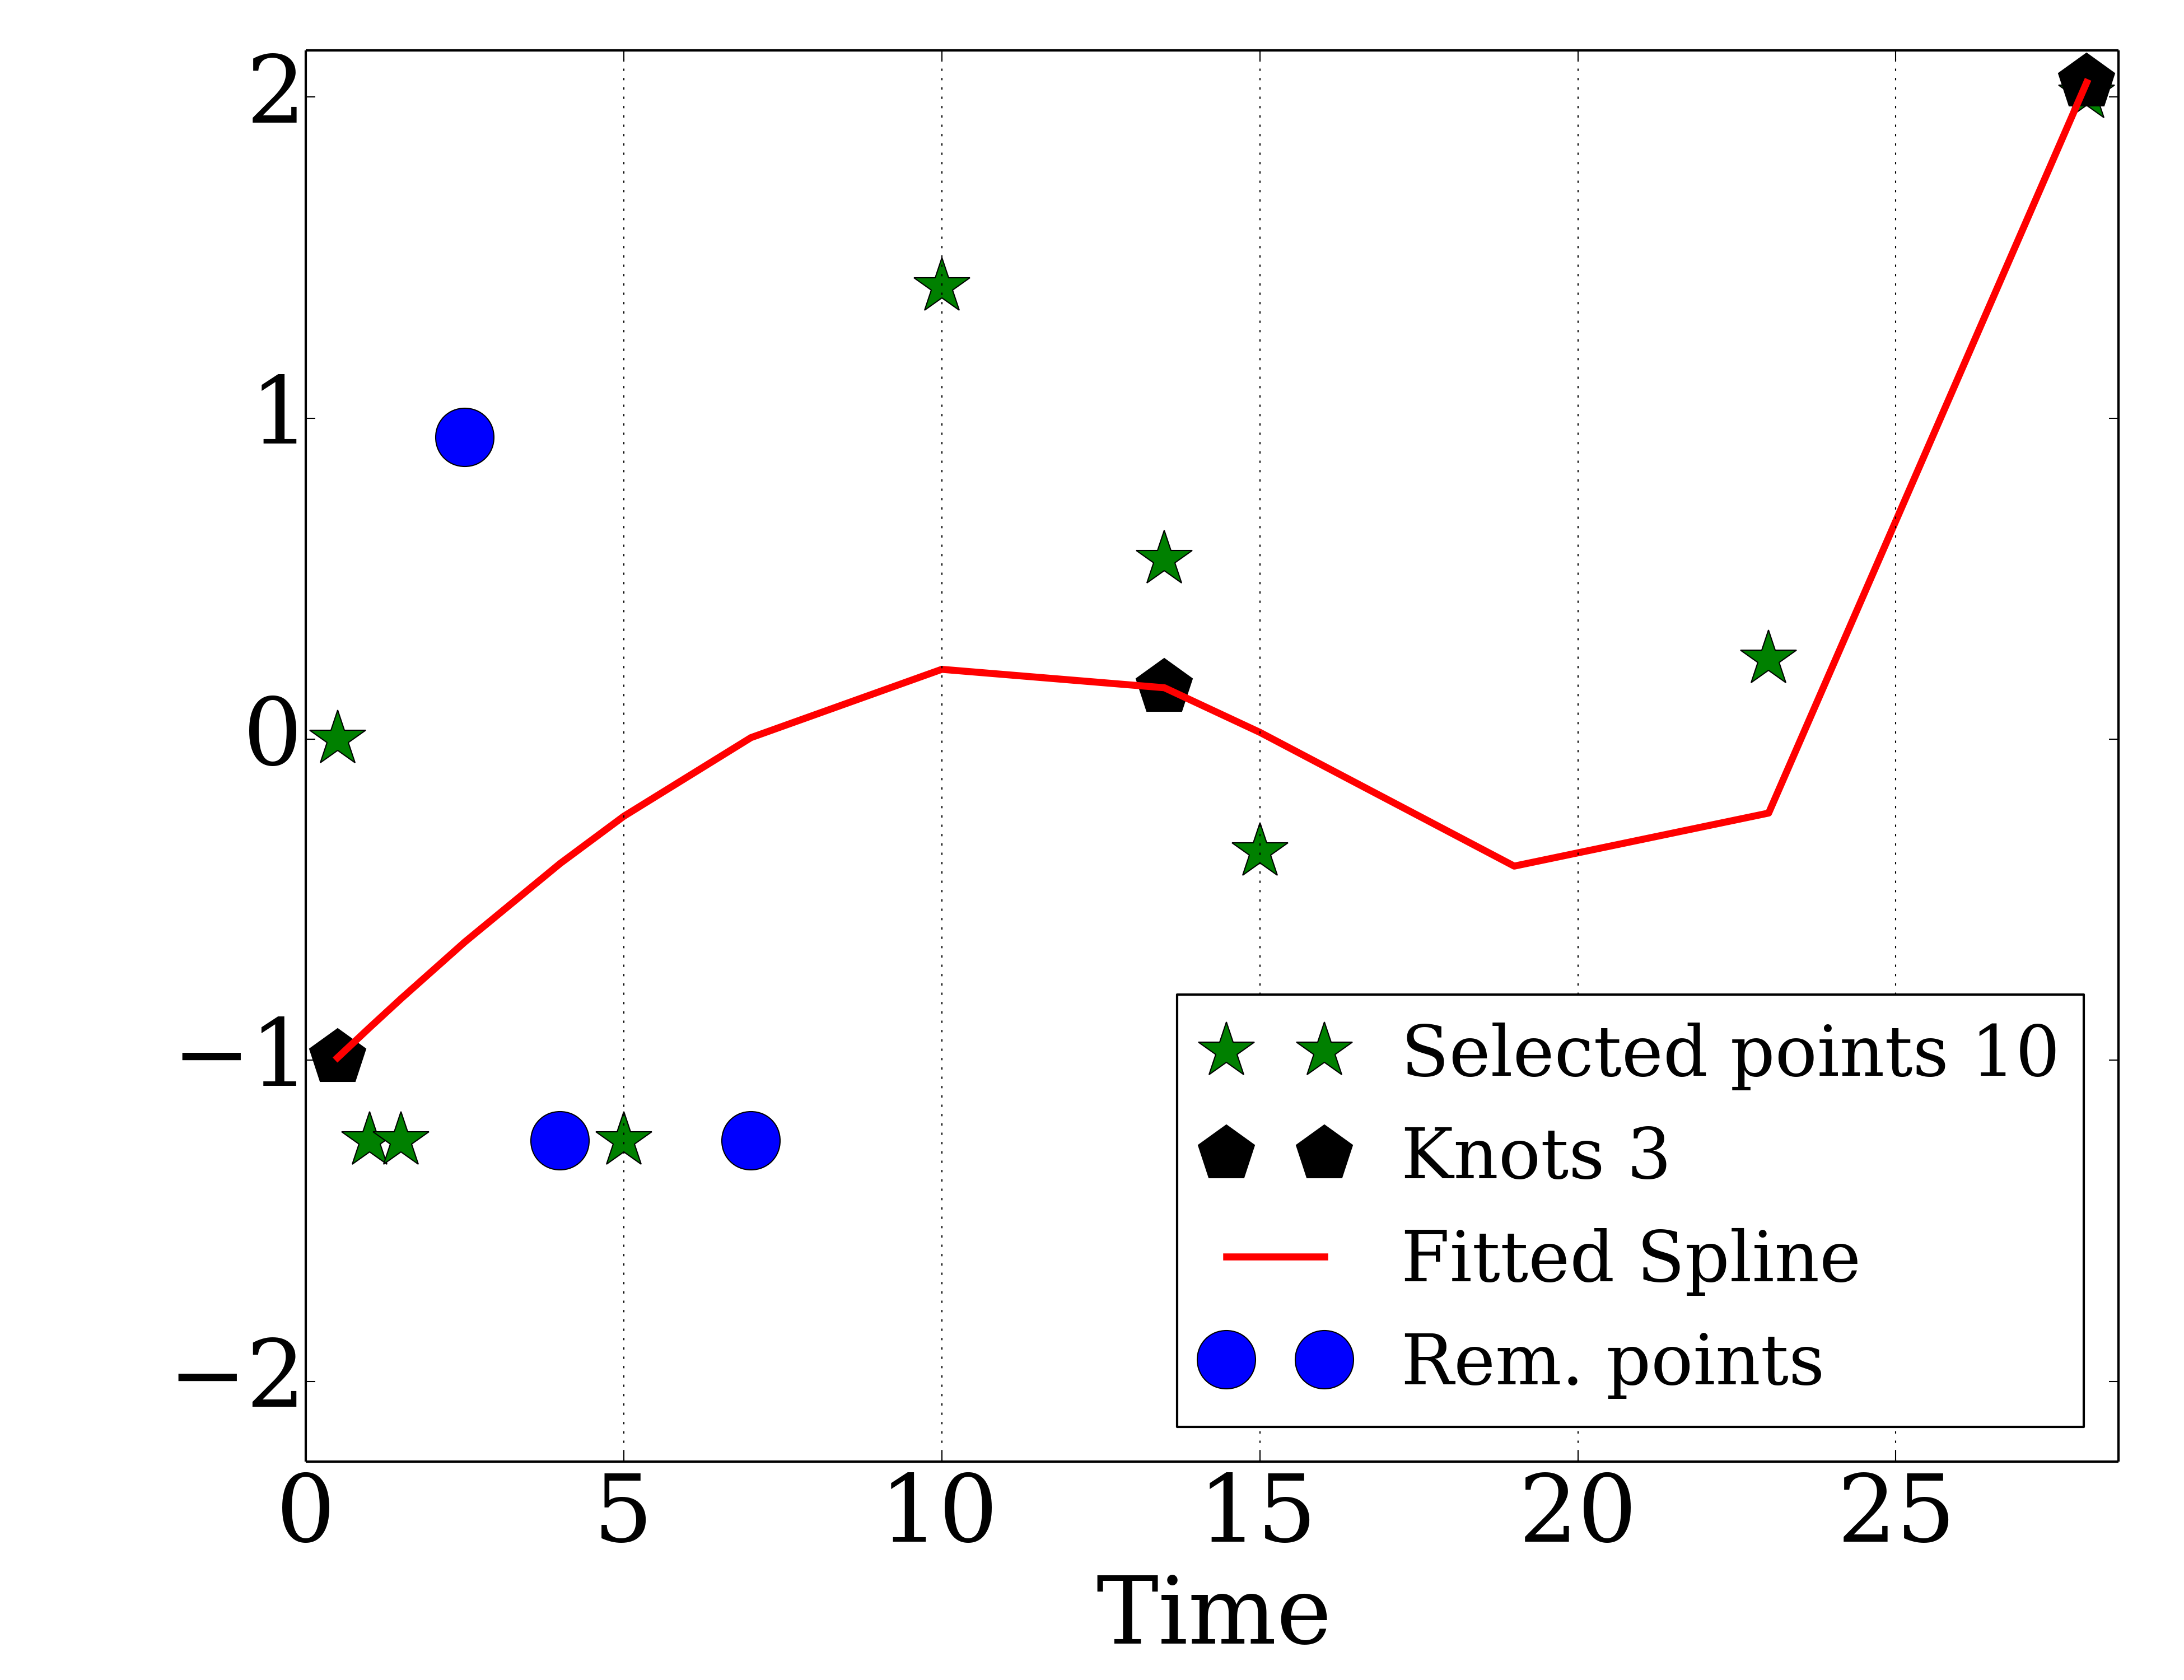 2
1
0
−1
−2
Selected points 10
Knots 3
Fitted Spline
Rem. points
0 5 10 15 20 25
Time